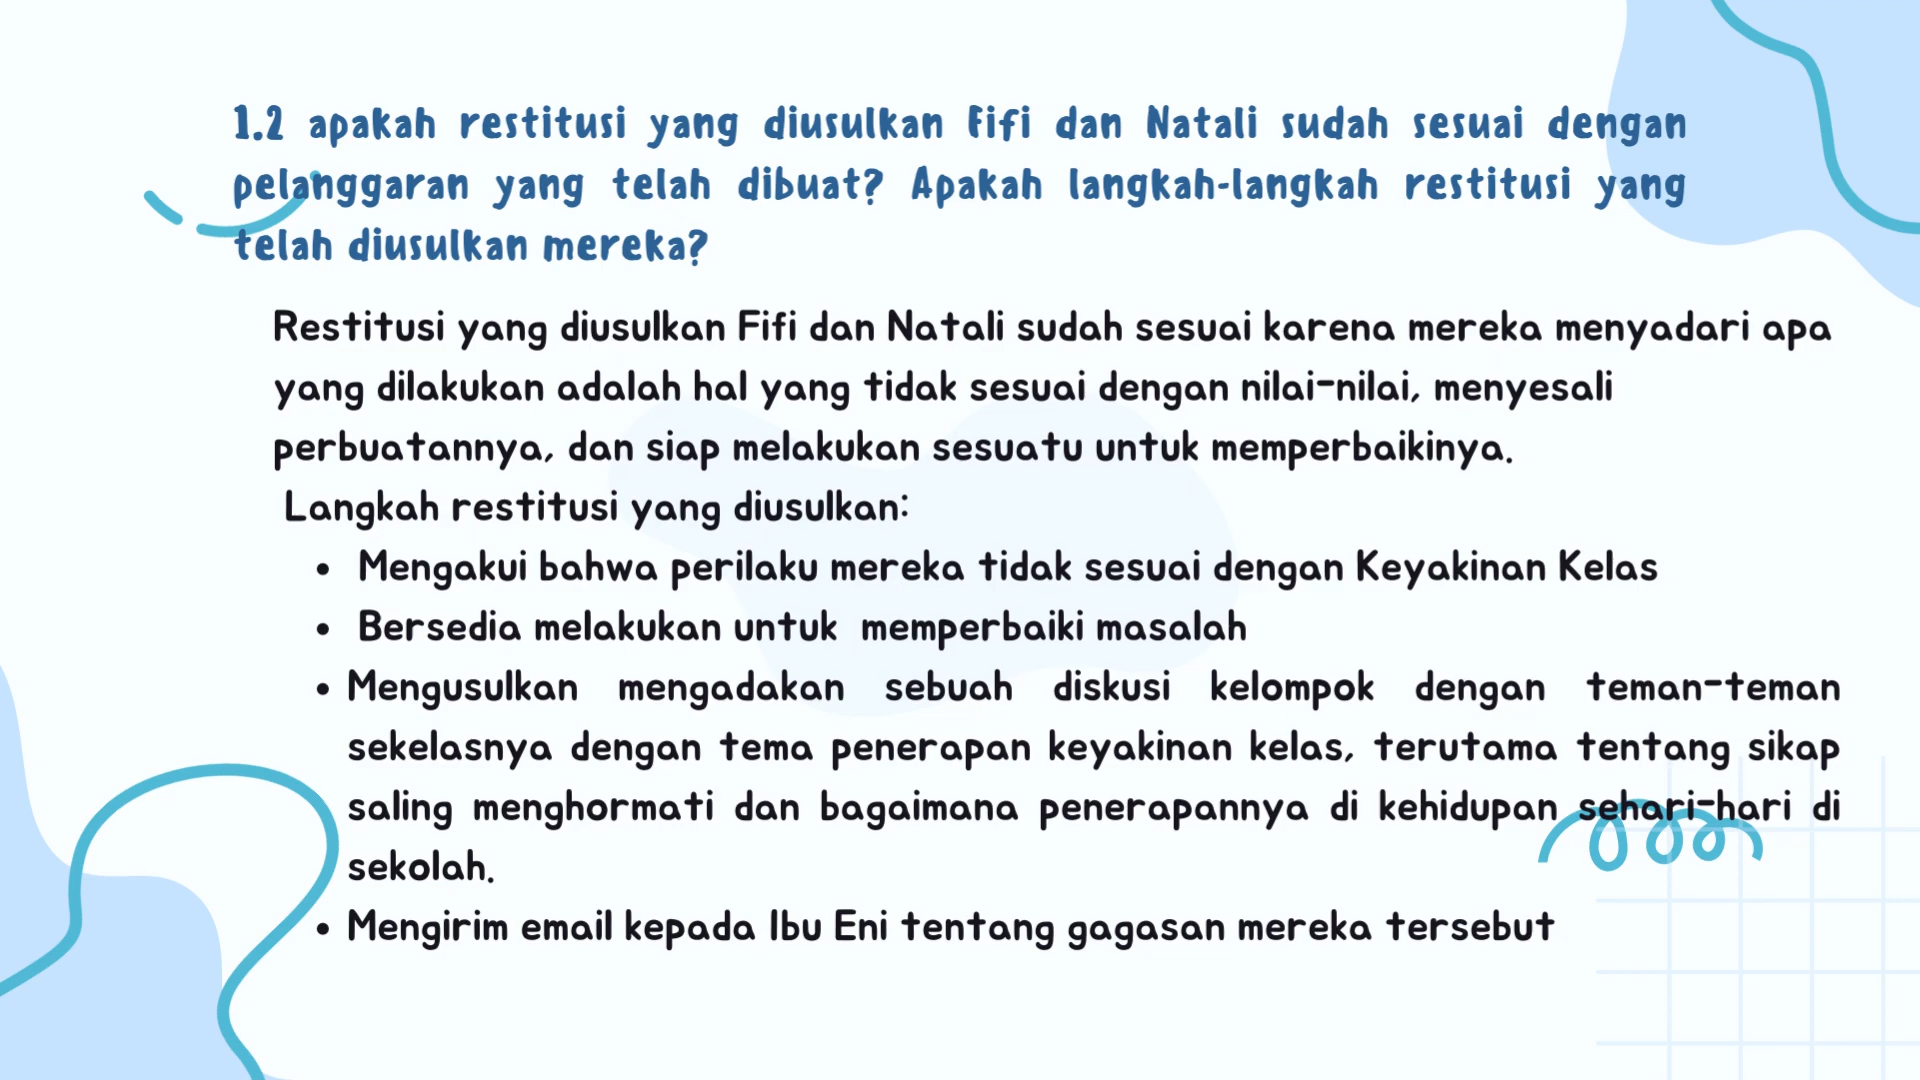 1.2 apakah restitusi yang diusulkan Fifi dan Natali sudah sesuai dengan
pelanggaran yang telah dibuat? Apakah langkah-langkah restitusi yang
telah diusulkan mereka?
Restitusi yang diusulkan Fifi dan Natali sudah sesuai karena mereka menyadari apa
yang dilakukan adalah hal yang tidak sesuai dengan nilai-nilai, menyesali
perbuatannya, dan siap melakukan sesuatu untuk memperbaikinya.
Langkah restitusi yang diusulkan:
• Mengakui bahwa perilaku mereka tidak sesuai dengan Keyakinan Kelas
• Bersedia melakukan untuk memperbaiki masalah
• Mengusulkan mengadakan sebuah diskusi kelompok dengan teman-teman
sekelasnya dengan tema penerapan keyakinan kelas, terutama tentang sikap
saling menghormati dan bagaimana penerapannya di kehidupan sehari-hari di
sekolah.
• Mengirim email kepada Ibu Eni tentang gagasan mereka tersebut